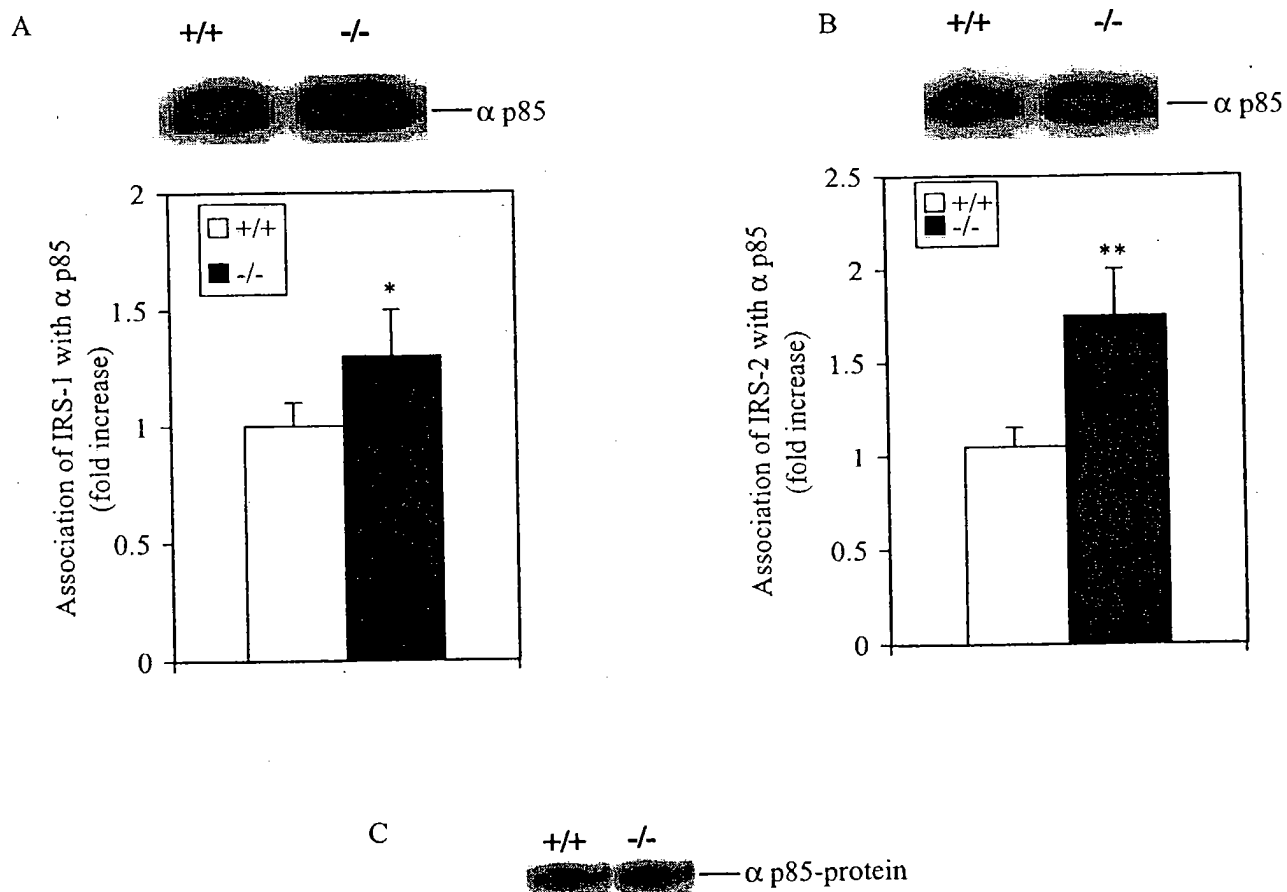 A
+/+ -/-
α p85
Association of IRS-1 with α p85
(fold increase)
2
1.5
1
0.5
0
+/+
-/-
*
B
+/+ -/-
α p85
Association of IRS-2 with α p85
(fold increase)
2.5
2
1.5
1
0.5
0
+/+
-/-
**
C
+/+ -/-
α p85-protein